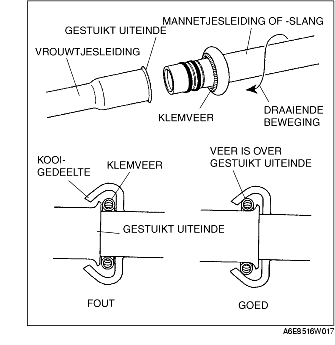 MANNETJESLEIDING OF -SLANG
GESTUIKT UITEINDE
VROUWTJESLEIDING
KLEMVEER
DRAAIENDE
BEWEGING
KOOI-
GEDEELTE
KLEMVEER
VEER IS OVER
GESTUIKT UITEINDE
GESTUIKT UITEINDE
FOUT
GOED
A6E8516W017